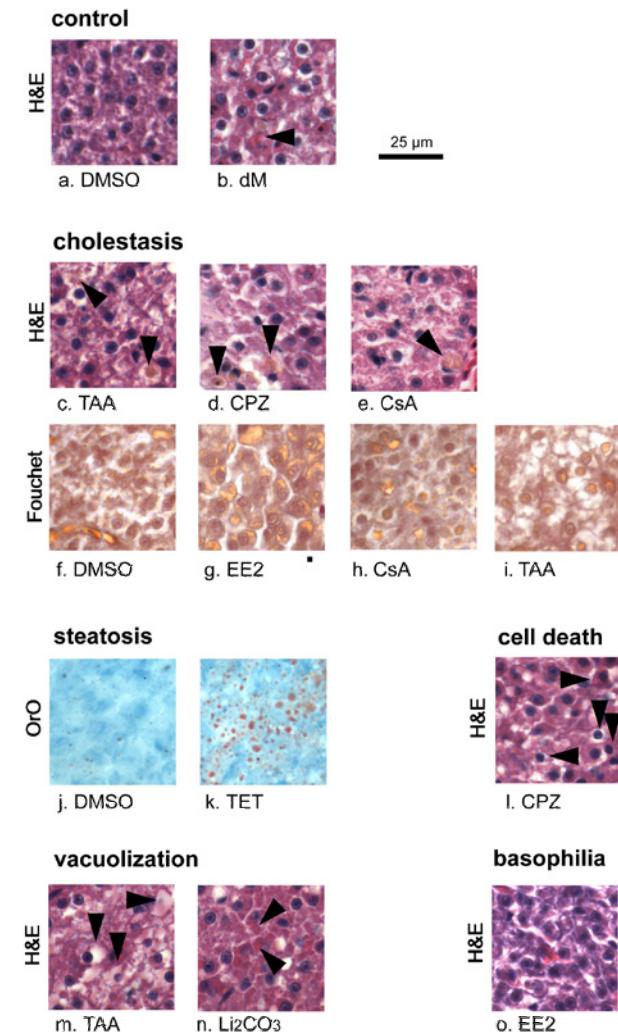 control
H&E
a. DMSO
b. dM
25 µm
cholestasis
H&E
c. TAA
d. CPZ
e. CsA
Fouchet
f. DMSO
g. EE2
h. CsA
i. TAA
steatosis
cell death
OrO
H&E
j. DMSO
k. TET
l. CPZ
vacuolization
basophilia
H&E
H&E
m. TAA
n. Li2CO3
o. EE2